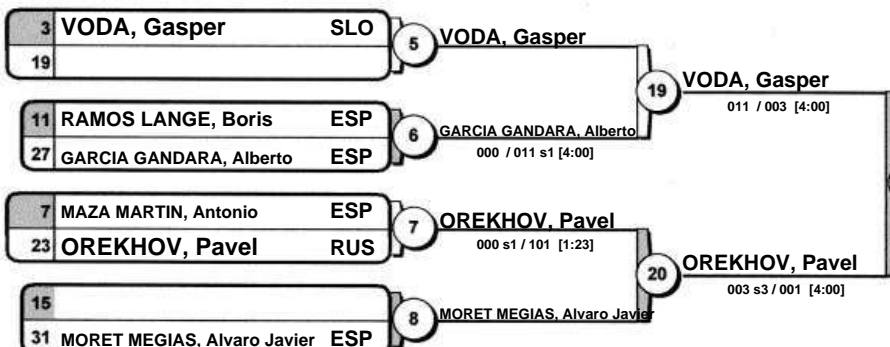 3 VODA, Gasper SLO
19
5
VODA, Gasper
11 RAMOS LANGE, Boris ESP
27 GARCIA GANDARA, Alberto ESP
6
GARCIA GANDARA, Alberto
000 / 011 s1 [4:00]
19
VODA, Gasper
011 / 003 [4:00]
7 MAZA MARTIN, Antonio ESP
23 OREKHOV, Pavel RUS
7
OREKHOV, Pavel
000 s1 / 101 [1:23]
15
31 MORET MEGIAS, Alvaro Javier ESP
8
MORET MEGIAS, Alvaro Javier
20
OREKHOV, Pavel
003 s3 / 001 [4:00]